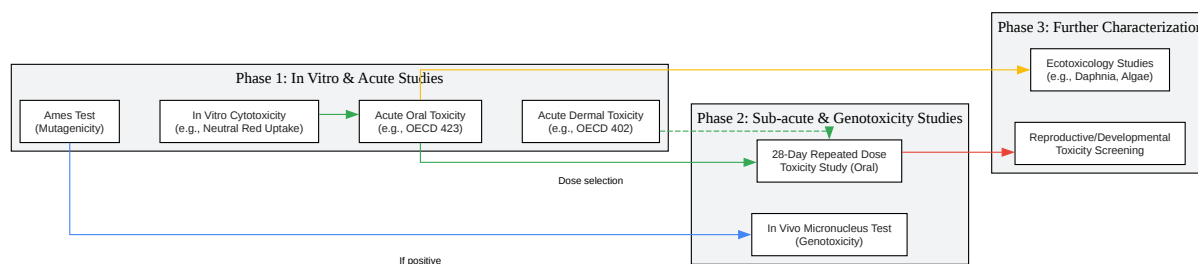 Phase 1: In Vitro & Acute Studies
Ames Test
(Mutagenicity)
In Vitro Cytotoxicity
(e.g., Neutral Red Uptake)
Acute Oral Toxicity
(e.g., OECD 423)
Acute Dermal Toxicity
(e.g., OECD 402)
Dose selection
If positive
Phase 2: Sub-acute & Genotoxicity Studies
28-Day Repeated Dose
Toxicity Study (Oral)
In Vivo Micronucleus Test
(Genotoxicity)
Phase 3: Further Characterization
Ecotoxicology Studies
(e.g., Daphnia, Algae)
Reproductive/Developmental
Toxicity Screening